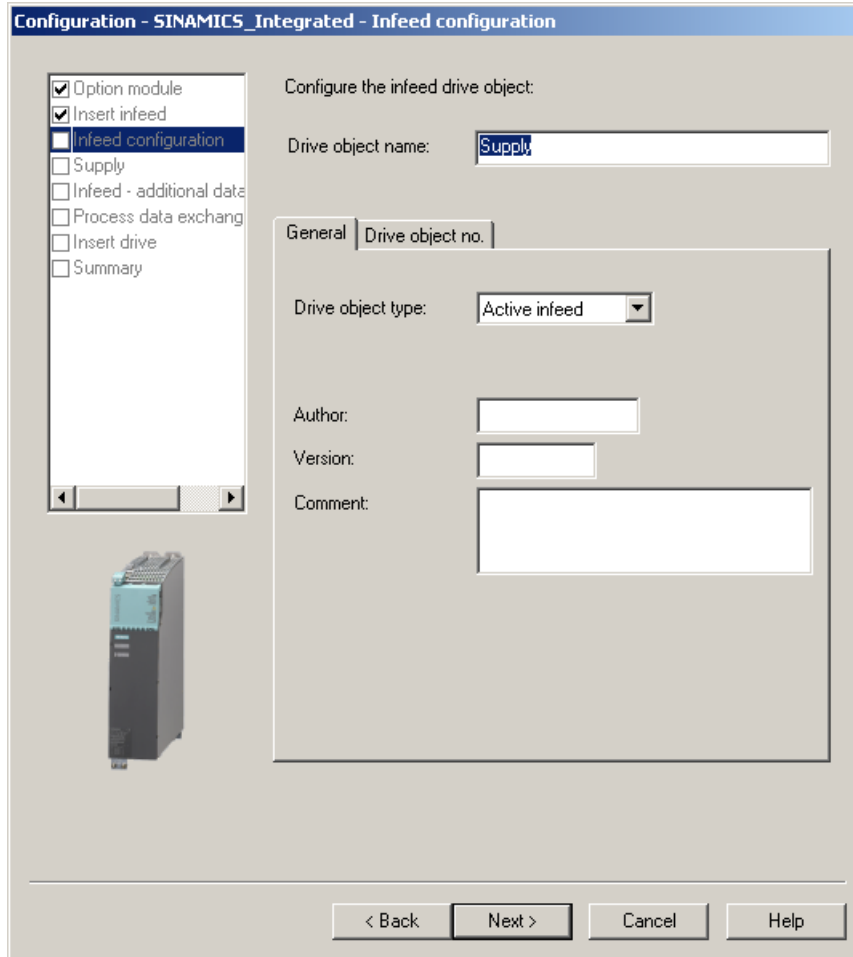 Configuration - SINAMICS_Integrated - Infeed configuration
Option module
Insert infeed
Infeed configuration
Supply
Infeed - additional data
Process data exchang
Insert drive
Summary
Configure the infeed drive object:
Drive object name: Supply
General Drive object no.
Drive object type: Active infeed
Author:
Version:
Comment:
< Back Next > Cancel Help